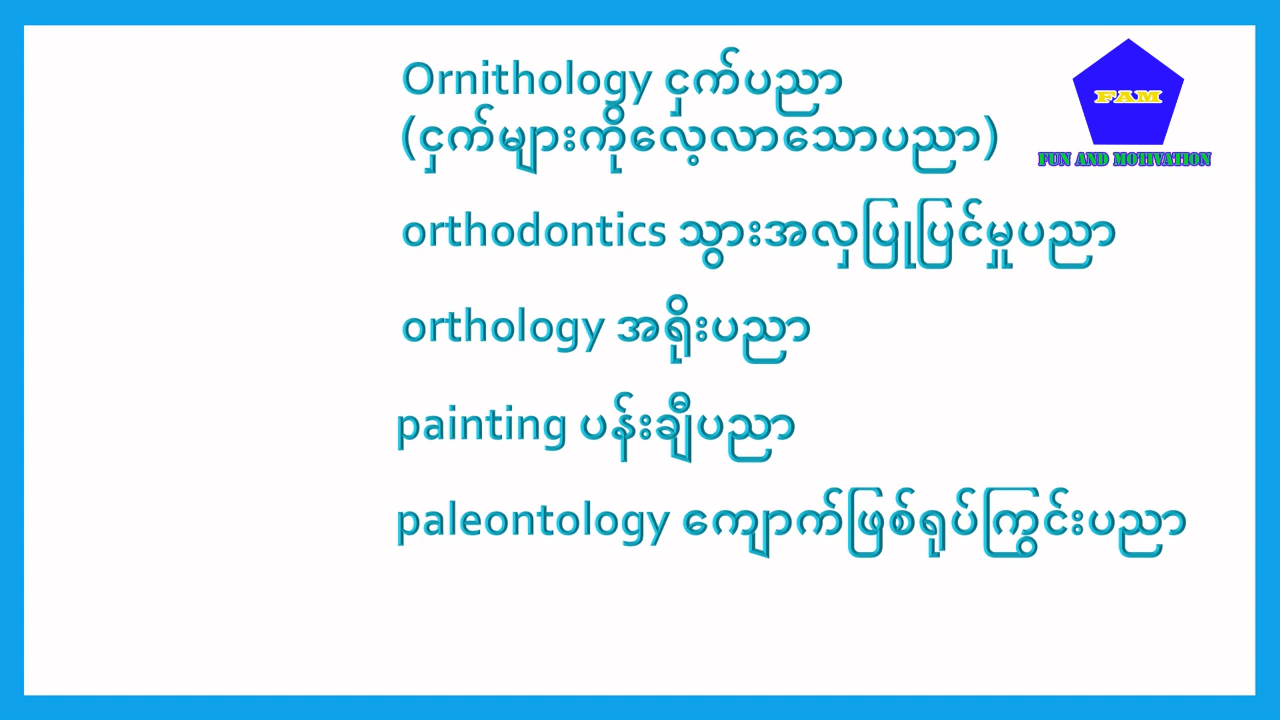 Ornithology ငှက်ပညာ
(ငှက်များကိုလေ့လာသောပညာ)
FAM
FUN AND MOTIVATION
orthodontics သွားအလှပြုပြင်မှုပညာ
orthology အရိုးပညာ
painting ပန်းချီပညာ
paleontology ကျောက်ဖြစ်ရုပ်ကြွင်းပညာ